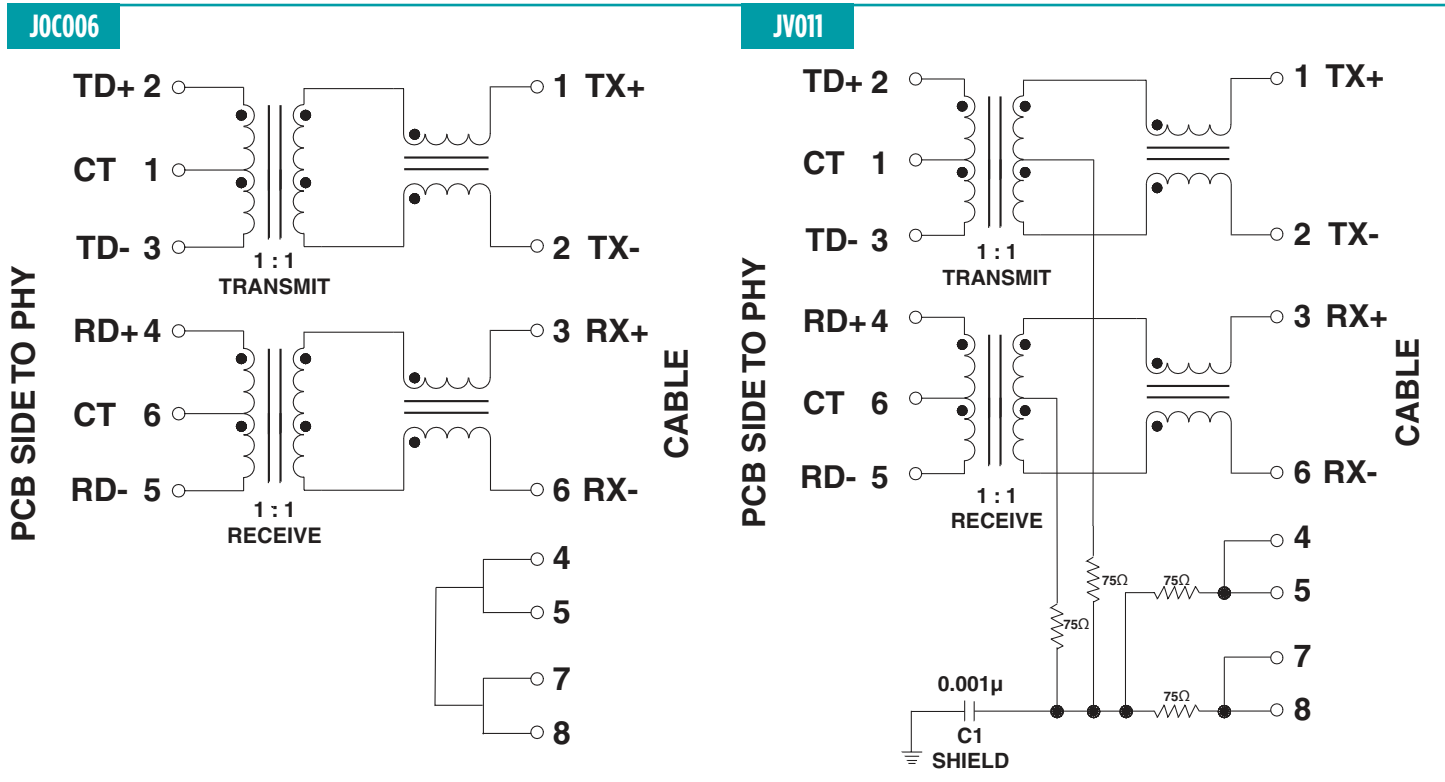 J0C006
TD+ 2
1 TX+
CT 1
TD- 3
2 TX-
1 : 1
TRANSMIT
PCB SIDE TO PHY
RD+ 4
3 RX+
CT 6
CABLE
RD- 5
6 RX-
1 : 1
RECEIVE
4
5
7
8
JV011
TD+ 2
1 TX+
CT 1
TD- 3
2 TX-
1 : 1
TRANSMIT
PCB SIDE TO PHY
RD+ 4
3 RX+
CT 6
CABLE
RD- 5
6 RX-
1 : 1
RECEIVE
4
75Ω
75Ω
5
75Ω
7
0.001µ
75Ω
8
C1
SHIELD